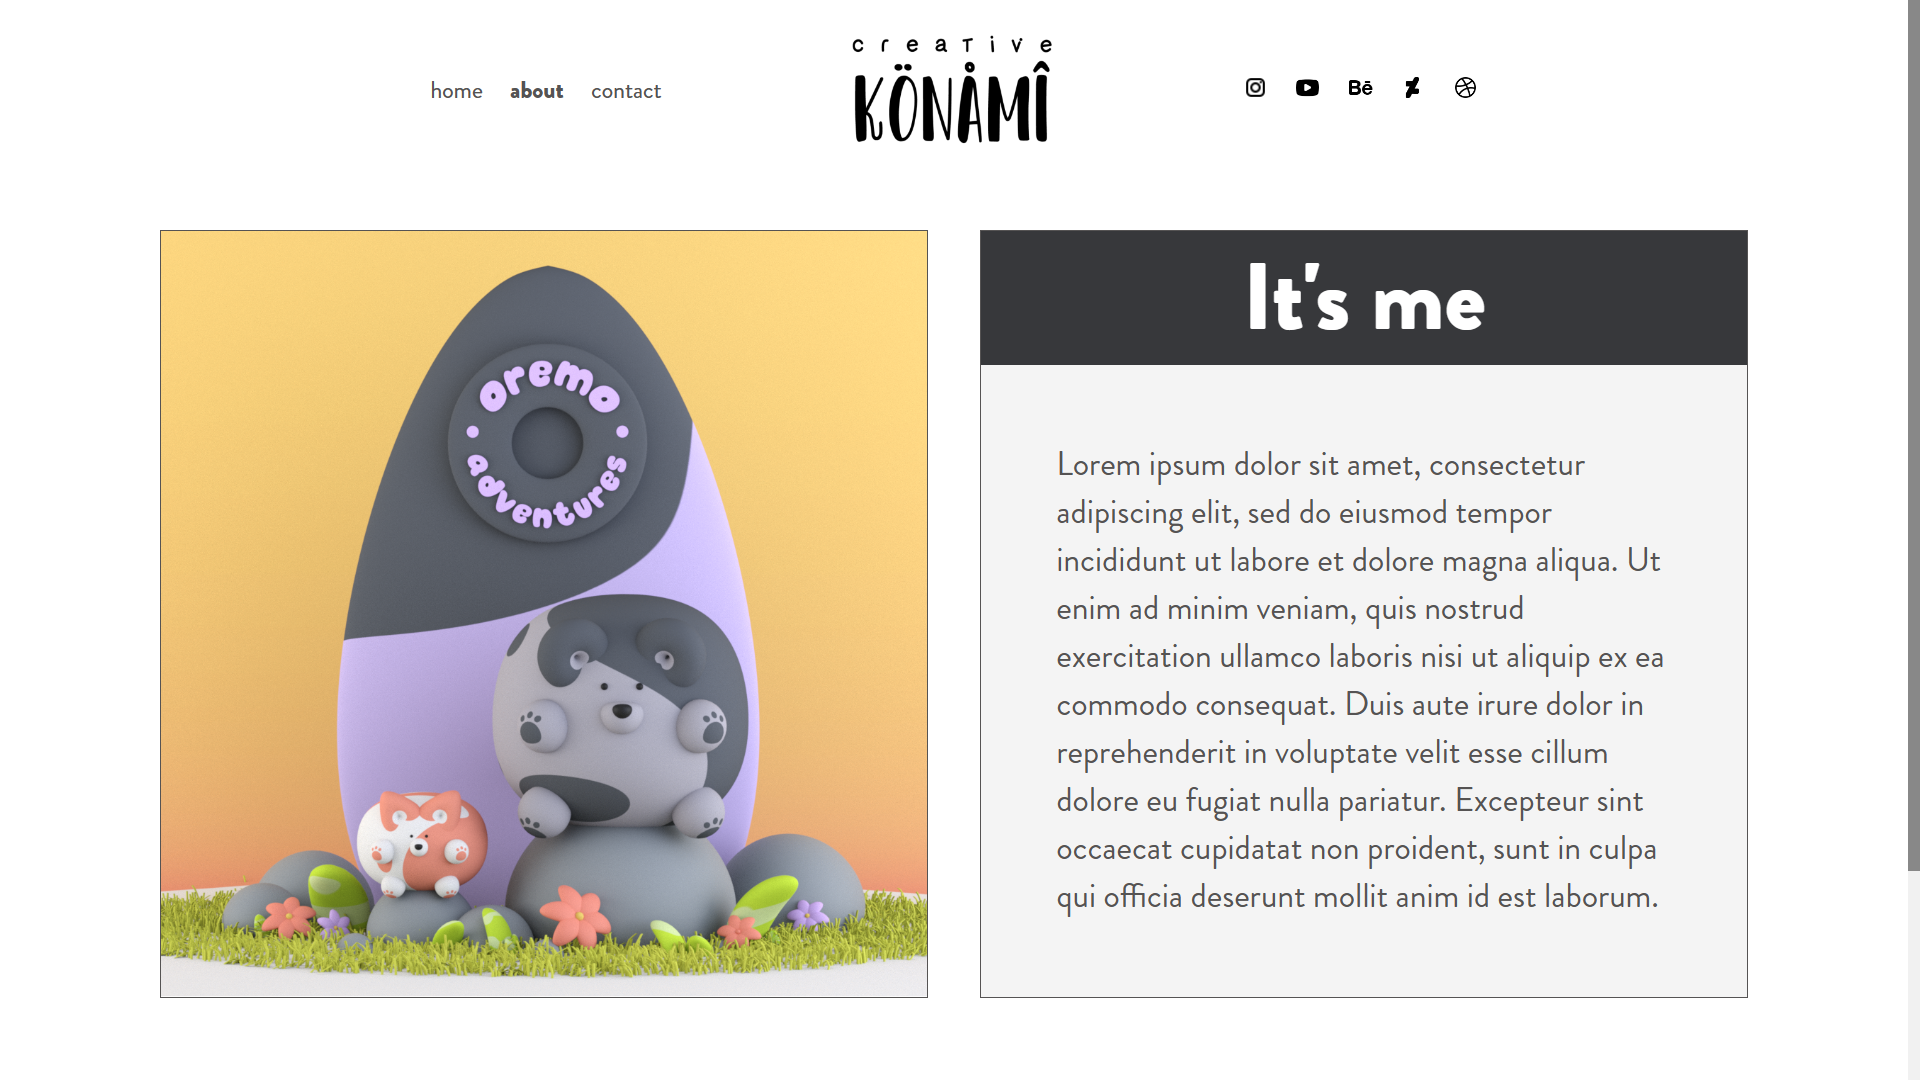 home about contact
creative
KÖNÅMÎ
Bē
oremo
adventures
It's me
Lorem ipsum dolor sit amet, consectetur
adipiscing elit, sed do eiusmod tempor
incididunt ut labore et dolore magna aliqua. Ut
enim ad minim veniam, quis nostrud
exercitation ullamco laboris nisi ut aliquip ex ea
commodo consequat. Duis aute irure dolor in
reprehenderit in voluptate velit esse cillum
dolore eu fugiat nulla pariatur. Excepteur sint
occaecat cupidatat non proident, sunt in culpa
qui officia deserunt mollit anim id est laborum.